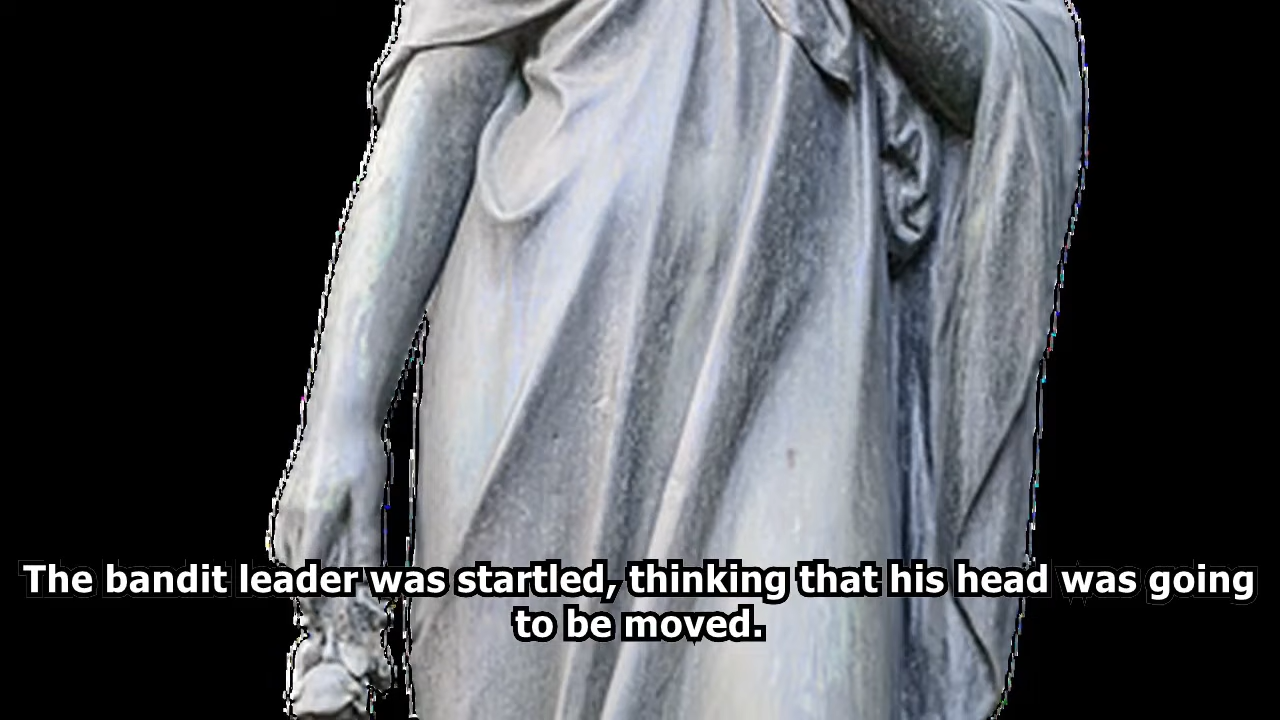 The bandit leader was startled, thinking that his head was going
to be moved.